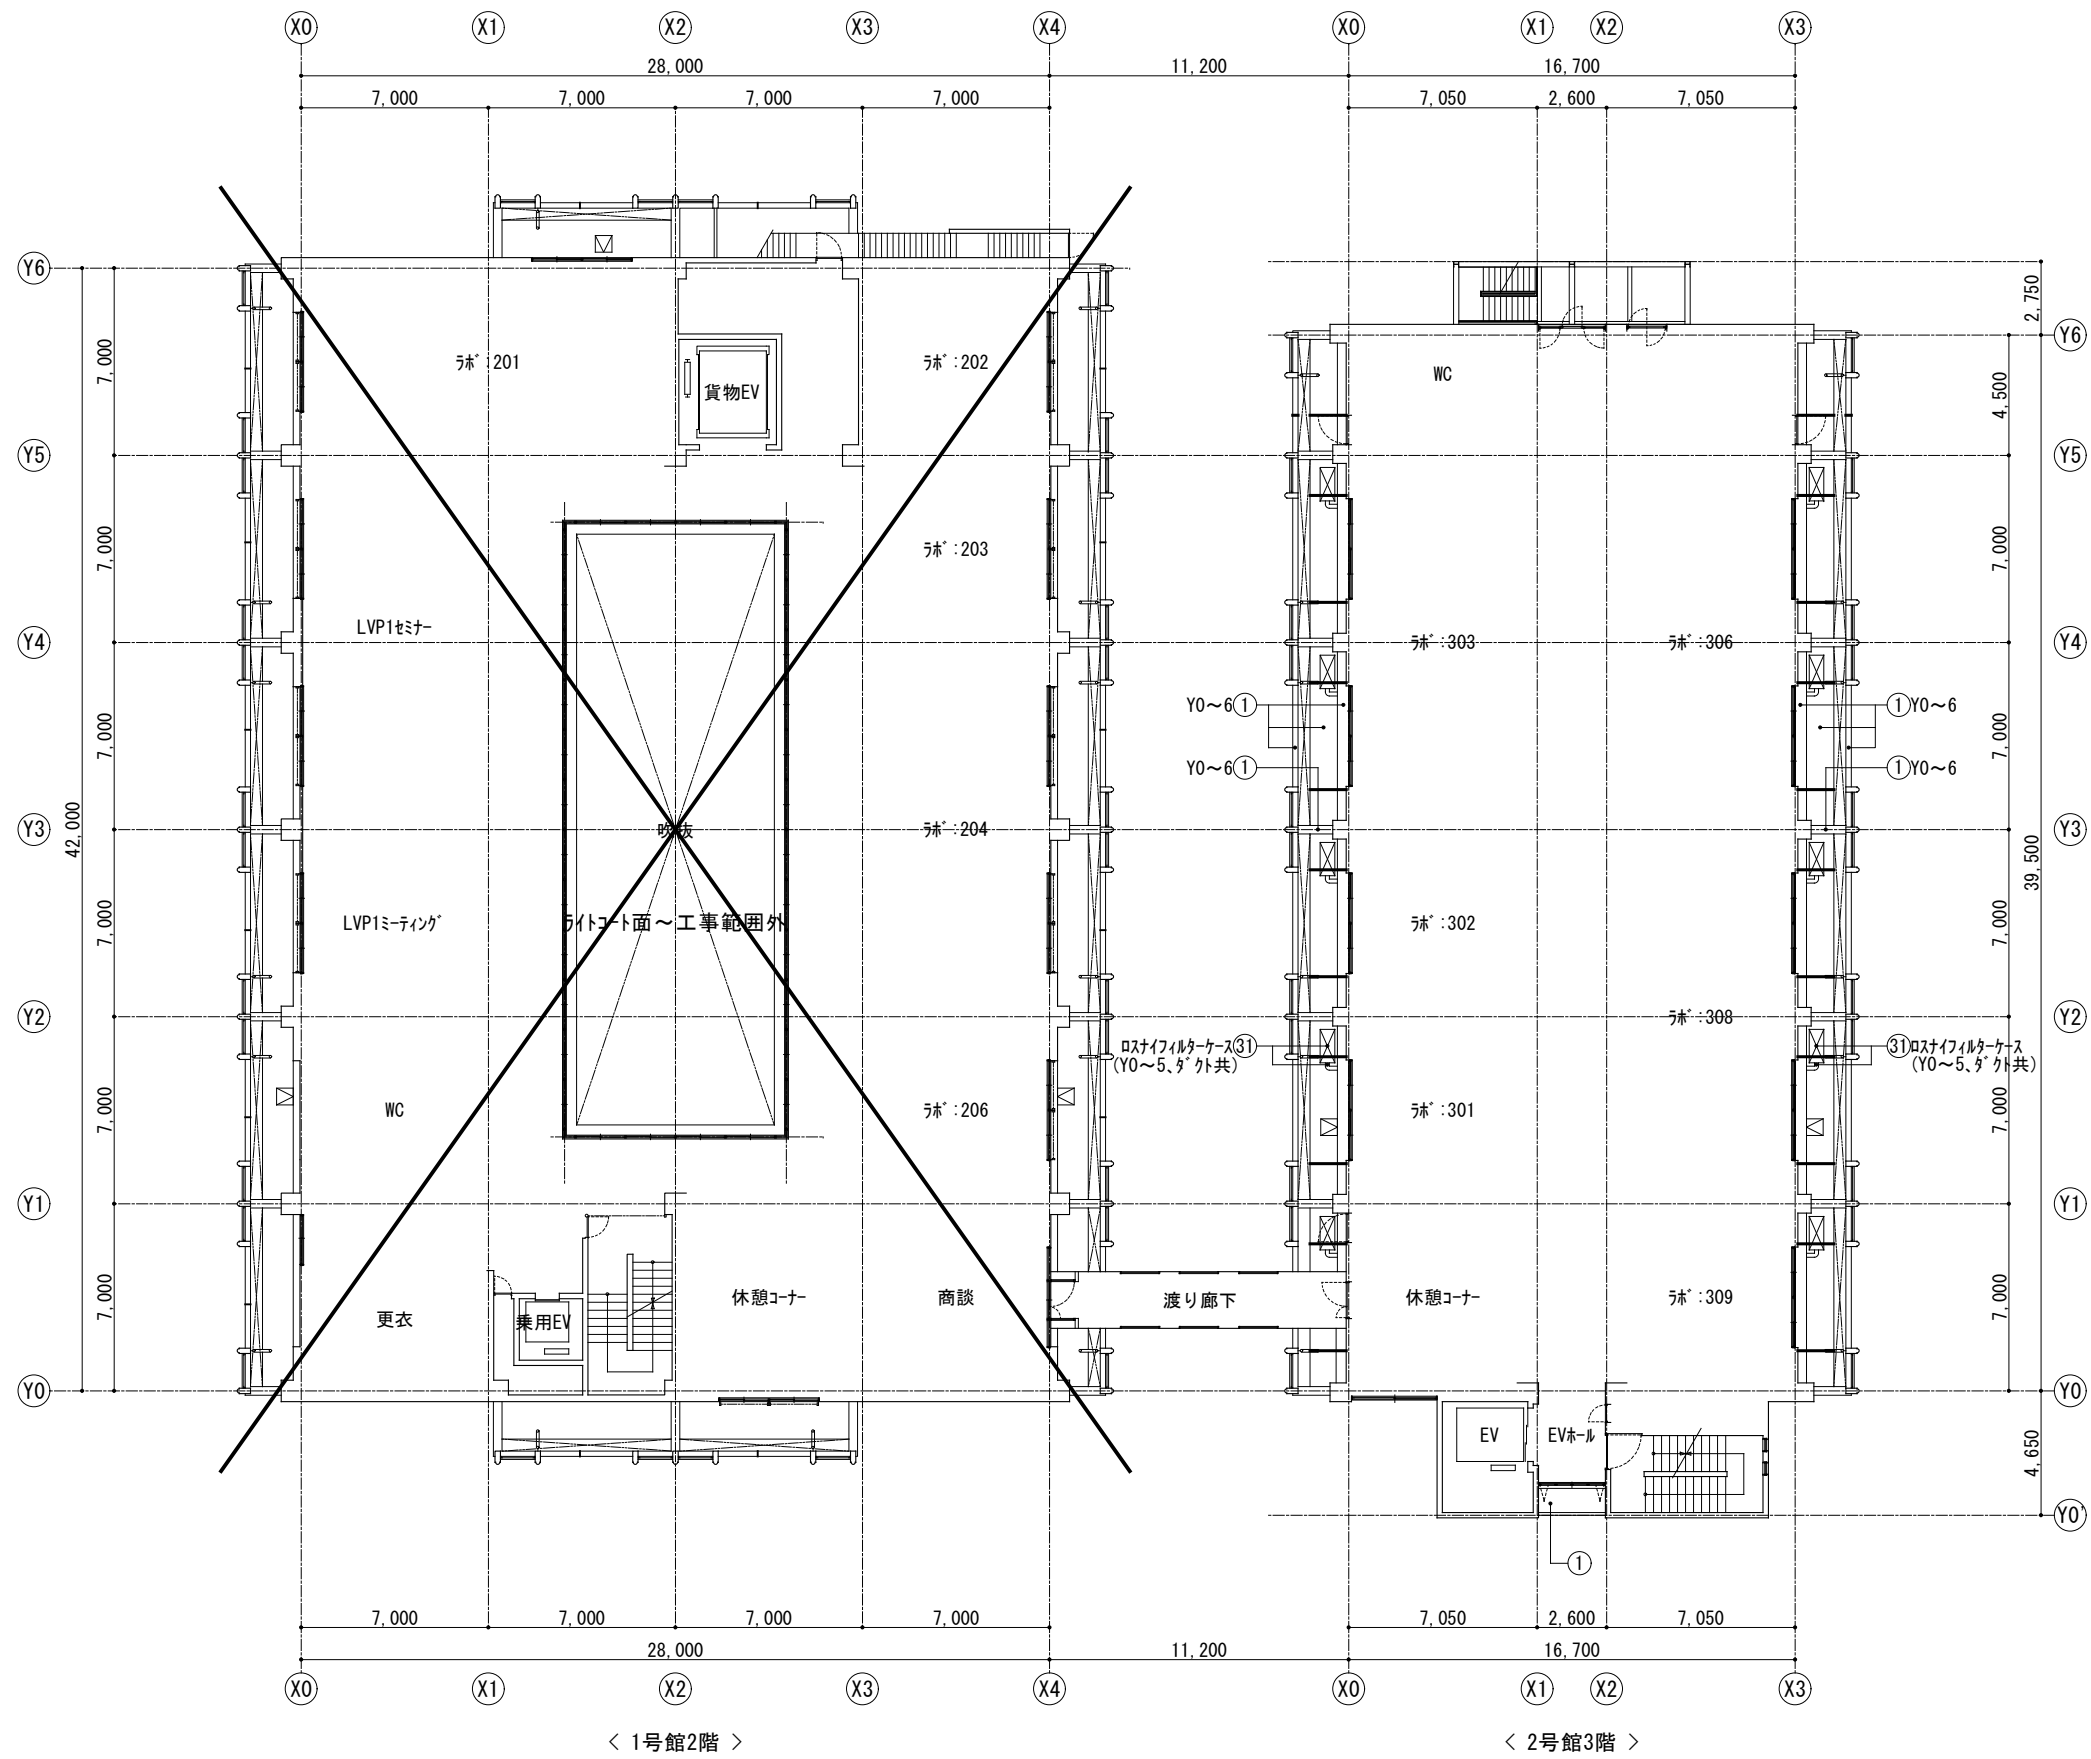 X0 X1 X2 X3 X4 X0 X1 X2 X3
28,000 11,200 16,700
7,000 7,000 7,000 7,000 7,050 2,600 7,050
Y6
2,750
Y6
7,000 ﾗﾎﾞ:201 ﾗﾎﾞ:202 WC
貨物EV
4,500
Y5 Y5
7,000 ﾗﾎﾞ:203 7,000
LVP1ｾﾐﾅｰ
Y4 ﾗﾎﾞ:303 ﾗﾎﾞ:306 Y4
Y0～6① ①Y0～6
7,000 7,000
Y0～6① ①Y0～6
42,000
Y3 吹抜 ﾗﾎﾞ:204 Y3
39,500
7,000 LVP1ﾐｰﾃｨﾝｸﾞ ﾗｲﾄｺｰﾄ面～工事範囲外 ﾗﾎﾞ:302 7,000
Y2 ﾗﾎﾞ:308 Y2
ﾛｽﾅｲﾌｨﾙﾀｰｹｰｽ㉛ ㉛ﾛｽﾅｲﾌｨﾙﾀｰｹｰｽ
(Y0～5、ﾀﾞｸﾄ共) (Y0～5、ﾀﾞｸﾄ共)
7,000 WC ﾗﾎﾞ:206 ﾗﾎﾞ:301 7,000
Y1 Y1
7,000 更衣 乗用EV 休憩ｺｰﾅｰ 商談 渡り廊下 休憩ｺｰﾅｰ ﾗﾎﾞ:309 7,000
Y0 Y0
EV EVﾎｰﾙ
4,650
Y0'
①
7,000 7,000 7,000 7,000 7,050 2,600 7,050
28,000 11,200 16,700
X0 X1 X2 X3 X4 X0 X1 X2 X3
< 1号館2階 > < 2号館3階 >